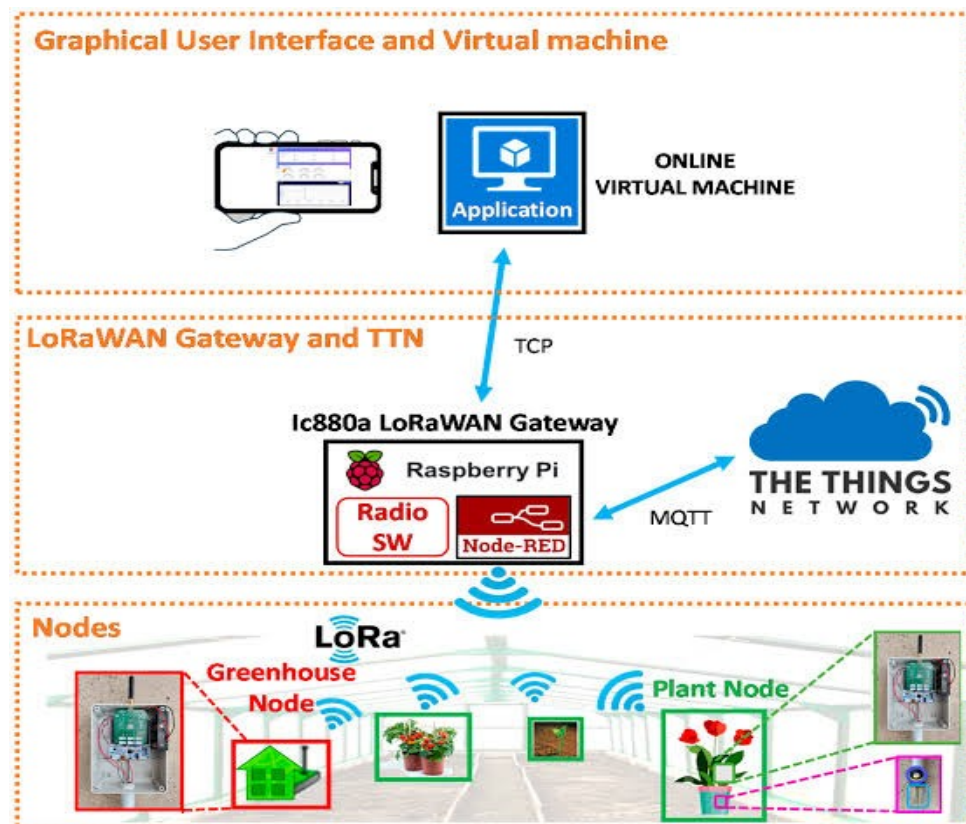 Graphical User Interface and Virtual machine
Application
ONLINE
VIRTUAL MACHINE
LoRaWAN Gateway and TTN
TCP
Ic880a LoRaWAN Gateway
Raspberry Pi
Radio
SW
Node-RED
MQTT
THE THINGS
NETWORK
Nodes
LoRa®
Greenhouse
Node
Plant Node